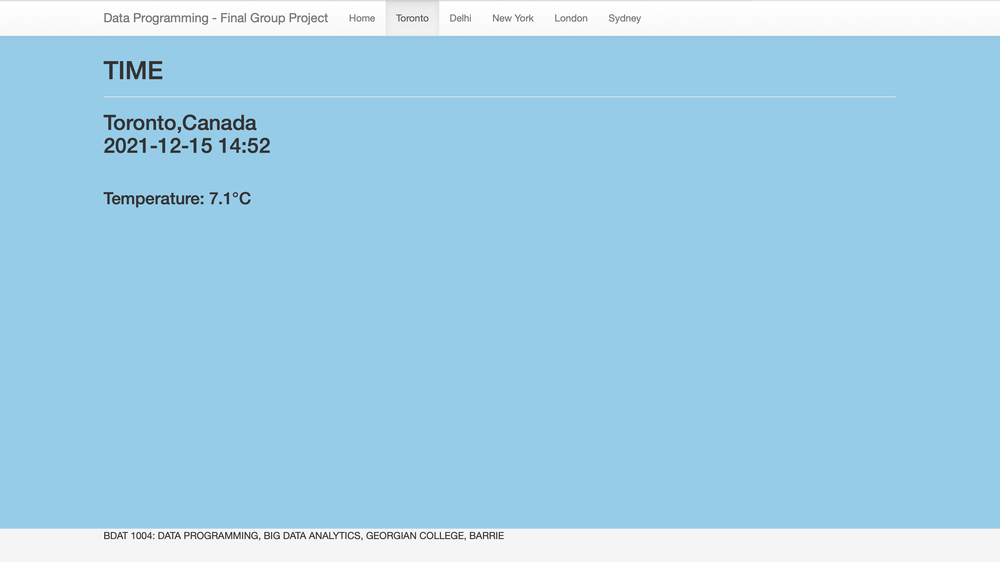 Data Programming - Final Group Project Home Toronto Delhi New York London Sydney
TIME
Toronto,Canada
2021-12-15 14:52
Temperature: 7.1°C
BDAT 1004: DATA PROGRAMMING, BIG DATA ANALYTICS, GEORGIAN COLLEGE, BARRIE